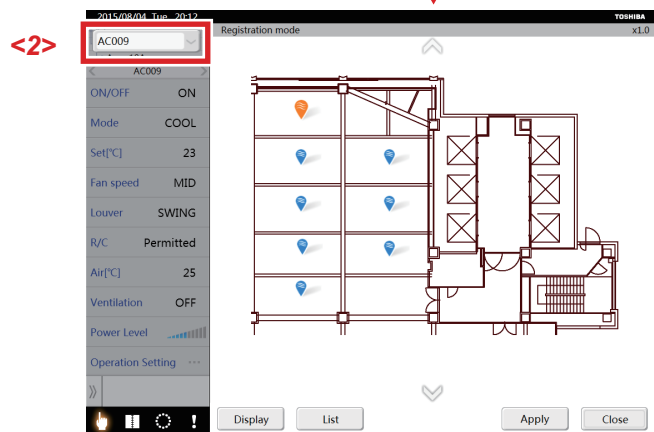 2015/08/04 Tue 20:12
TOSHIBA
Registration mode
x1.0
<2>
AC009
AC009
ON/OFF ON
Mode COOL
Set[℃] 23
Fan speed MID
Louver SWING
R/C Permitted
Air[℃] 25
Ventilation OFF
Power Level
Operation Setting ···
Display
List
Apply
Close